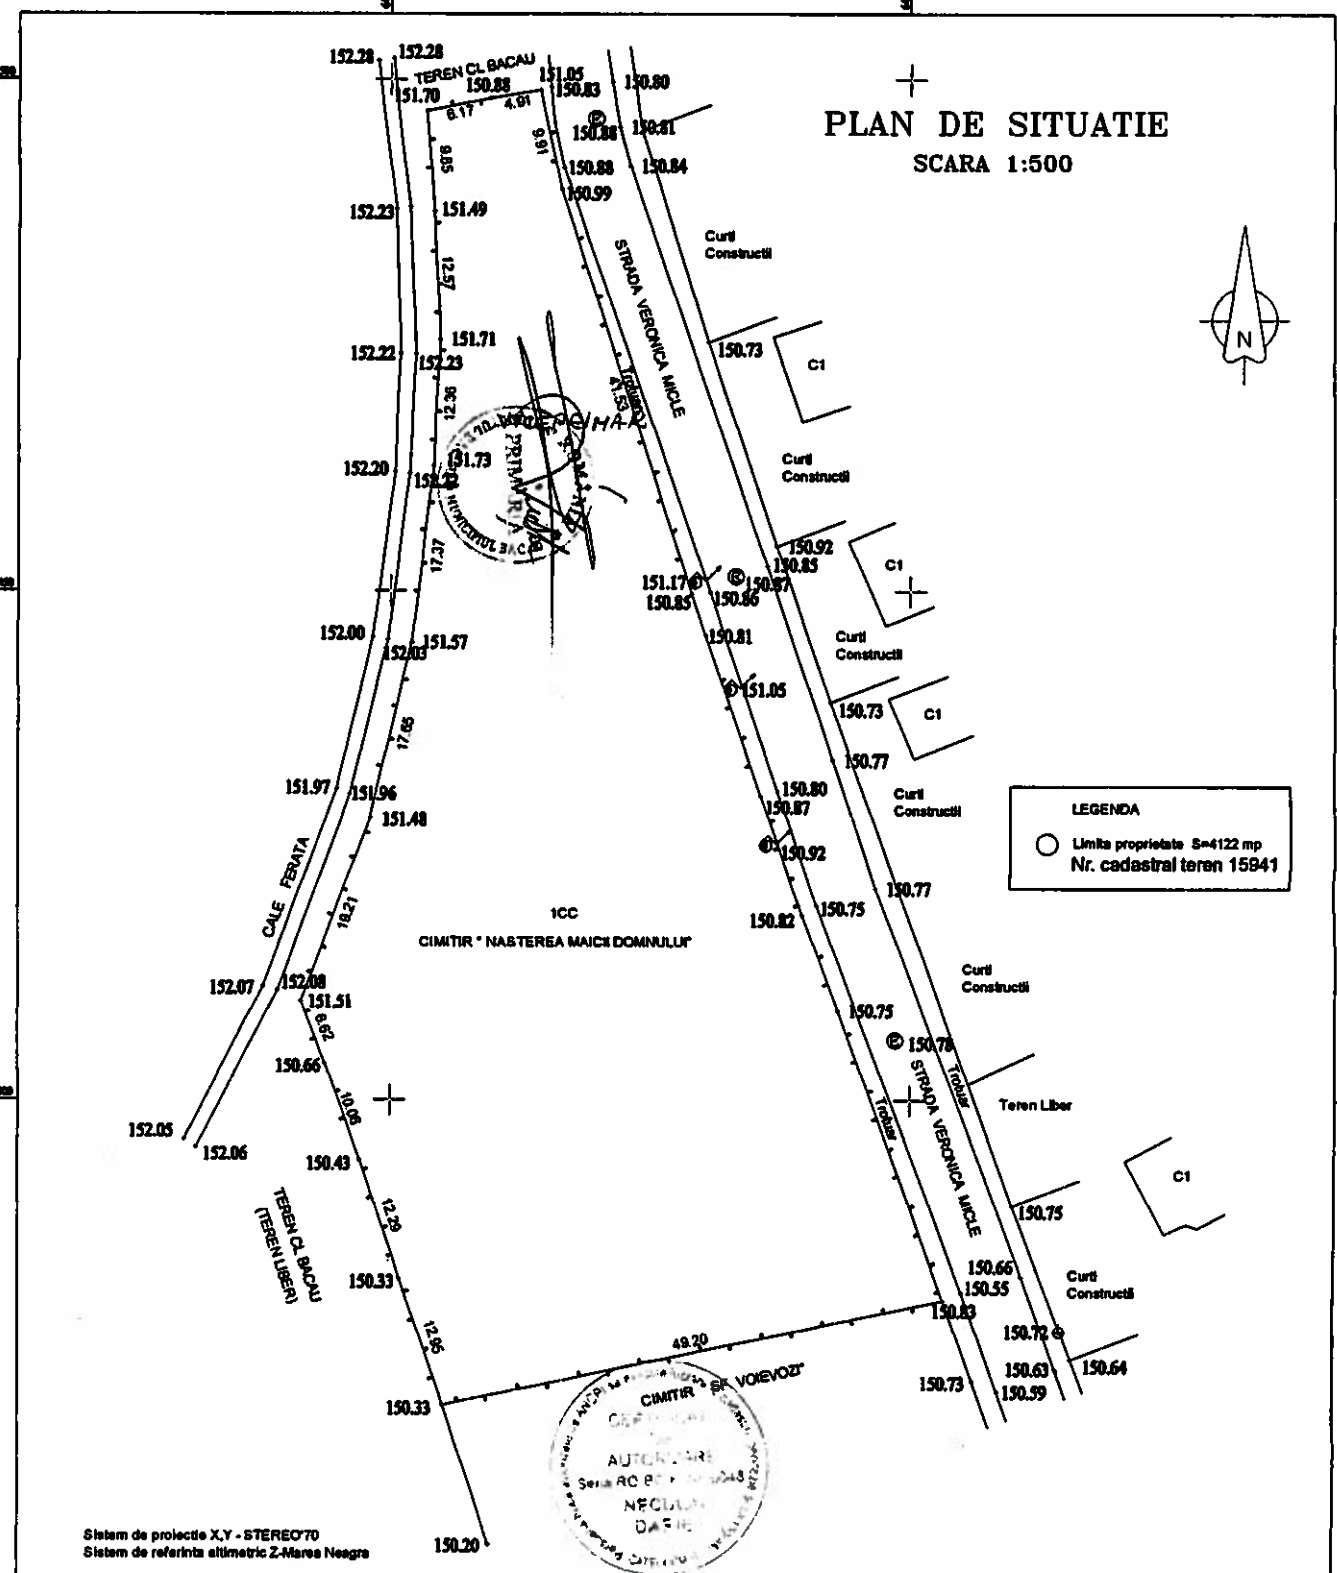 152.28
152.28
TEREN CL BACAU
151.70
150.88
151.05
150.83
150.80
6.17
4.91
PLAN DE SITUATIE
SCARA 1:500
150.88
150.81
9.85
9.91
150.88
150.84
150.99
152.23
151.49
STRADA VERONICA MICLE
Curti
Constructii
12.57
N
151.71
152.22
152.23
150.73
C1
Trotuar
41.53
12.36
152.20
151.73
Curti
Constructii
17.37
150.92
150.85
C1
151.17
150.87
150.85
150.86
152.00
151.57
152.03
150.81
Curti
Constructii
151.05
150.73
C1
17.65
150.77
151.97
151.96
150.80
150.87
151.48
Curti
Constructii
LEGENDA
Limita proprietate S=4122 mp
Nr. cadastral teren 15941
CALE FERATA
150.92
150.77
18.21
150.75
150.82
1CC
CIMITIR " NASTEREA MAICII DOMNULUI"
Curti
Constructii
152.07
152.08
151.51
6.62
150.75
150.78
150.66
STRADA VERONICA MICLE
Trotuar
10.06
Trotuar
Teren Liber
152.05
152.06
150.43
C1
TEREN CL BACAU
(TEREN LIBER)
12.29
150.75
150.33
150.66
150.55
Curti
Constructii
150.83
12.95
49.20
150.72
150.63
150.64
150.73
150.59
CIMITIR " SF VOIEVOZI"
150.33
AUTORIZARE
NECULAI
150.20
Sistem de proiectie X,Y - STEREO'70
Sistem de referinta altimetric Z-Marea Neagra